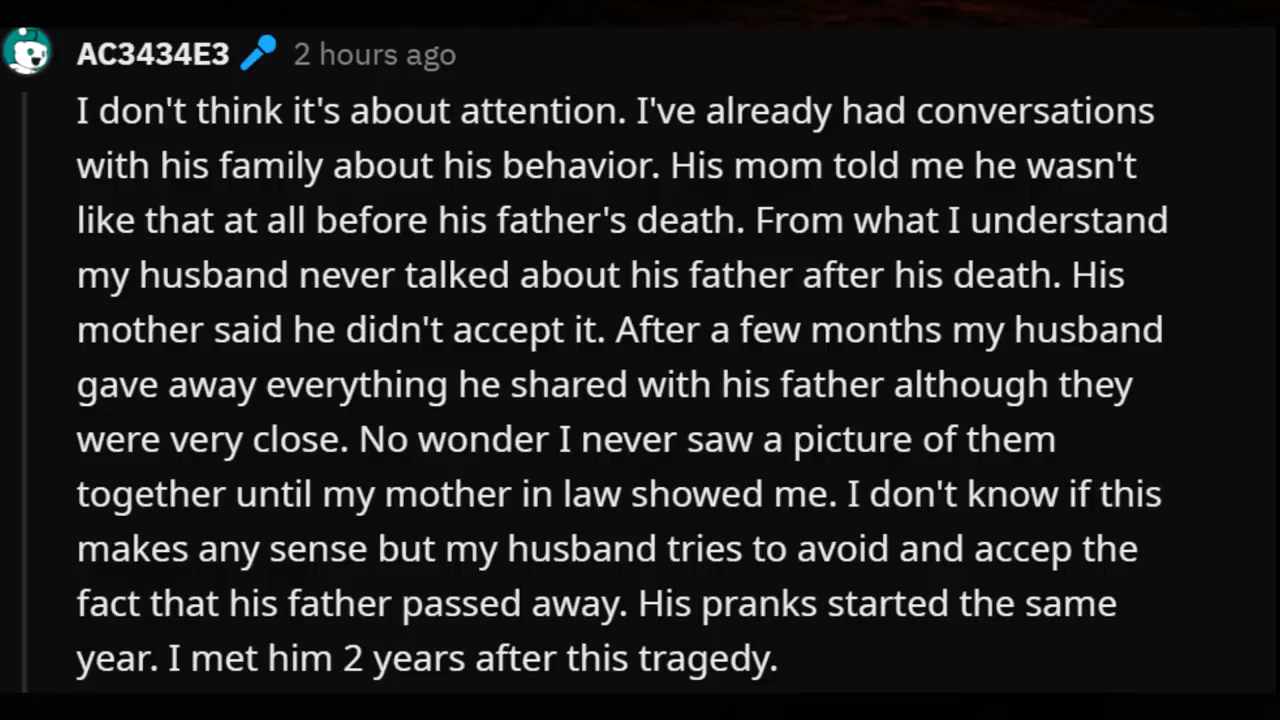 AC3434E3 2 hours ago
I don't think it's about attention. I've already had conversations
with his family about his behavior. His mom told me he wasn't
like that at all before his father's death. From what I understand
my husband never talked about his father after his death. His
mother said he didn't accept it. After a few months my husband
gave away everything he shared with his father although they
were very close. No wonder I never saw a picture of them
together until my mother in law showed me. I don't know if this
makes any sense but my husband tries to avoid and accep the
fact that his father passed away. His pranks started the same
year. I met him 2 years after this tragedy.